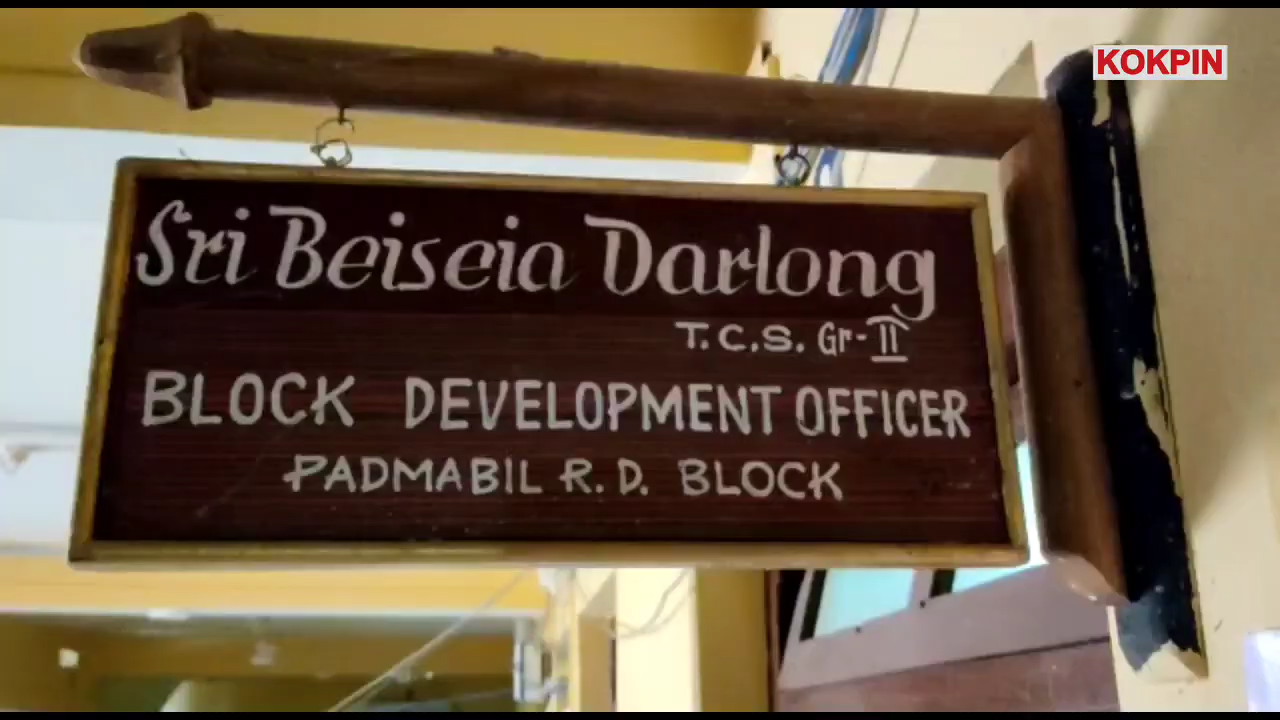 KOKPIN
Sri Beiseia Darlong
T.C.S. Gr-II
BLOCK DEVELOPMENT OFFICER
PADMABIL R.D. BLOCK